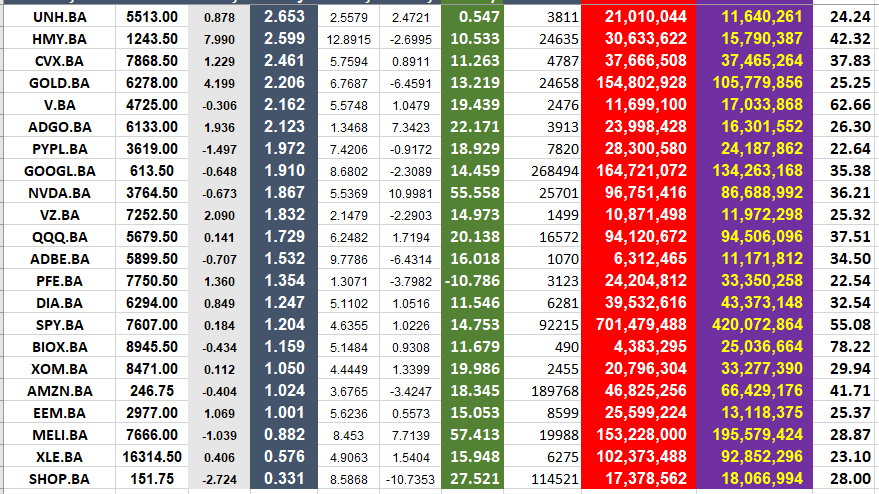 UNH.BA 5513.00 0.878 2.653 2.5579 2.4721 0.547 3811 21,010,044 11,640,261 24.24
HMY.BA 1243.50 7.990 2.599 12.8915 -2.6995 10.533 24635 30,633,622 15,790,387 42.32
CVX.BA 7868.50 1.229 2.461 5.7594 0.8911 11.263 4787 37,666,508 37,465,264 37.83
GOLD.BA 6278.00 4.199 2.206 6.7687 -6.4591 13.219 24658 154,802,928 105,779,856 25.25
V.BA 4725.00 -0.306 2.162 5.5748 1.0479 19.439 2476 11,699,100 17,033,868 62.66
ADGO.BA 6133.00 1.936 2.123 1.3468 7.3423 22.171 3913 23,998,428 16,301,552 26.30
PYPL.BA 3619.00 -1.497 1.972 7.4206 -0.9172 18.929 7820 28,300,580 24,187,862 22.64
GOOGL.BA 613.50 -0.648 1.910 8.6802 -2.3089 14.459 268494 164,721,072 134,263,168 35.38
NVDA.BA 3764.50 -0.673 1.867 5.5369 10.9981 55.558 25701 96,751,416 86,688,992 36.21
VZ.BA 7252.50 2.090 1.832 2.1479 -2.2903 14.973 1499 10,871,498 11,972,298 25.32
QQQ.BA 5679.50 0.141 1.729 6.2482 1.7194 20.138 16572 94,120,672 94,506,096 37.51
ADBE.BA 5899.50 -0.707 1.532 9.7786 -6.4314 16.018 1070 6,312,465 11,171,812 34.50
PFE.BA 7750.50 1.360 1.354 1.3071 -3.7982 -10.786 3123 24,204,812 33,350,258 22.54
DIA.BA 6294.00 0.849 1.247 5.1102 1.0516 11.546 6281 39,532,616 43,373,148 32.54
SPY.BA 7607.00 0.184 1.204 4.6355 1.0226 14.753 92215 701,479,488 420,072,864 55.08
BIOX.BA 8945.50 -0.434 1.159 5.1484 0.9308 11.679 490 4,383,295 25,036,664 78.22
XOM.BA 8471.00 0.112 1.050 4.4449 1.3399 19.986 2455 20,796,304 33,277,390 29.94
AMZN.BA 246.75 -0.404 1.024 3.6765 -3.4247 18.345 189768 46,825,256 66,429,176 41.71
EEM.BA 2977.00 1.069 1.001 5.6236 0.5573 15.053 8599 25,599,224 13,118,375 25.37
MELI.BA 7666.00 -1.039 0.882 8.453 7.7139 57.413 19988 153,228,000 195,579,424 28.87
XLE.BA 16314.50 0.406 0.576 4.9063 1.5404 15.948 6275 102,373,488 92,852,296 23.10
SHOP.BA 151.75 -2.724 0.331 8.5868 -10.7353 27.521 114521 17,378,562 18,066,994 28.00